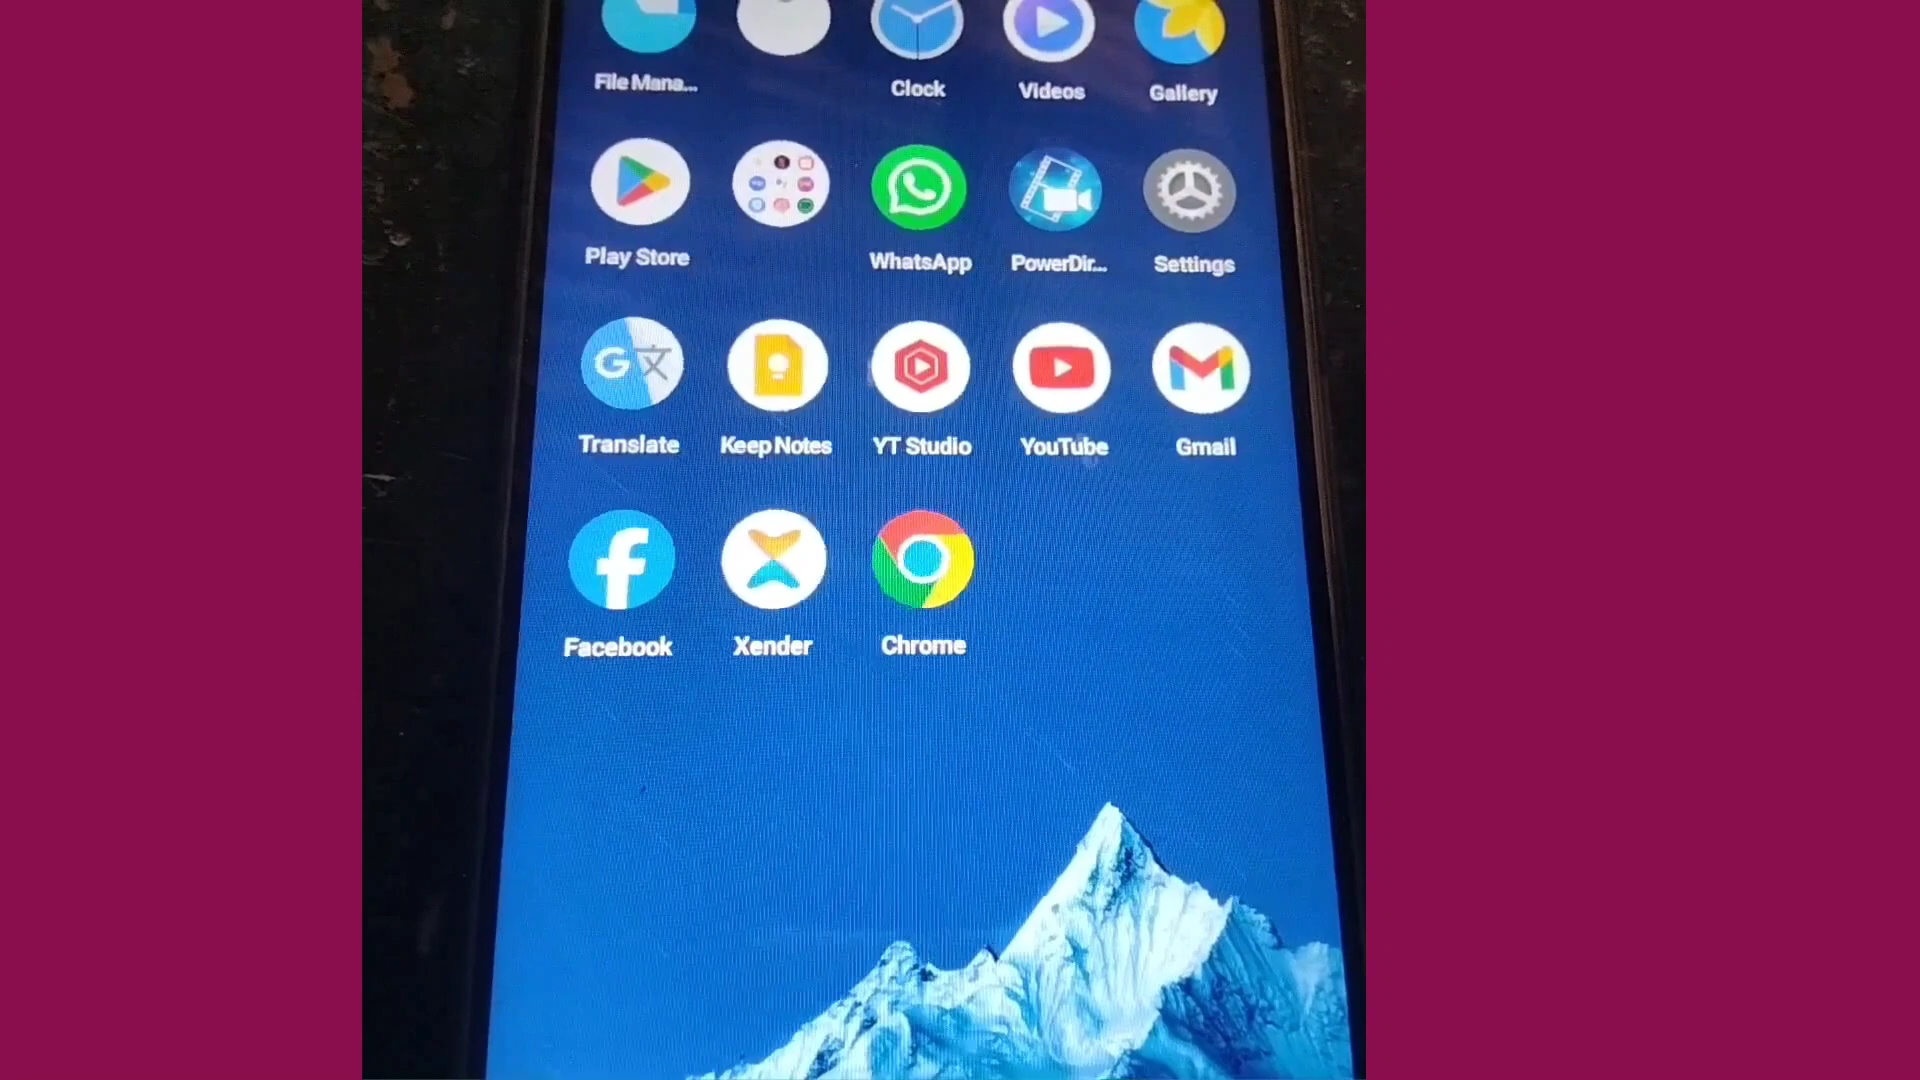 File Mana...
Clock
Videos
Gallery
Play Store
WhatsApp
PowerDir...
Settings
Translate
Keep Notes
YT Studio
YouTube
Gmail
Facebook
Xender
Chrome